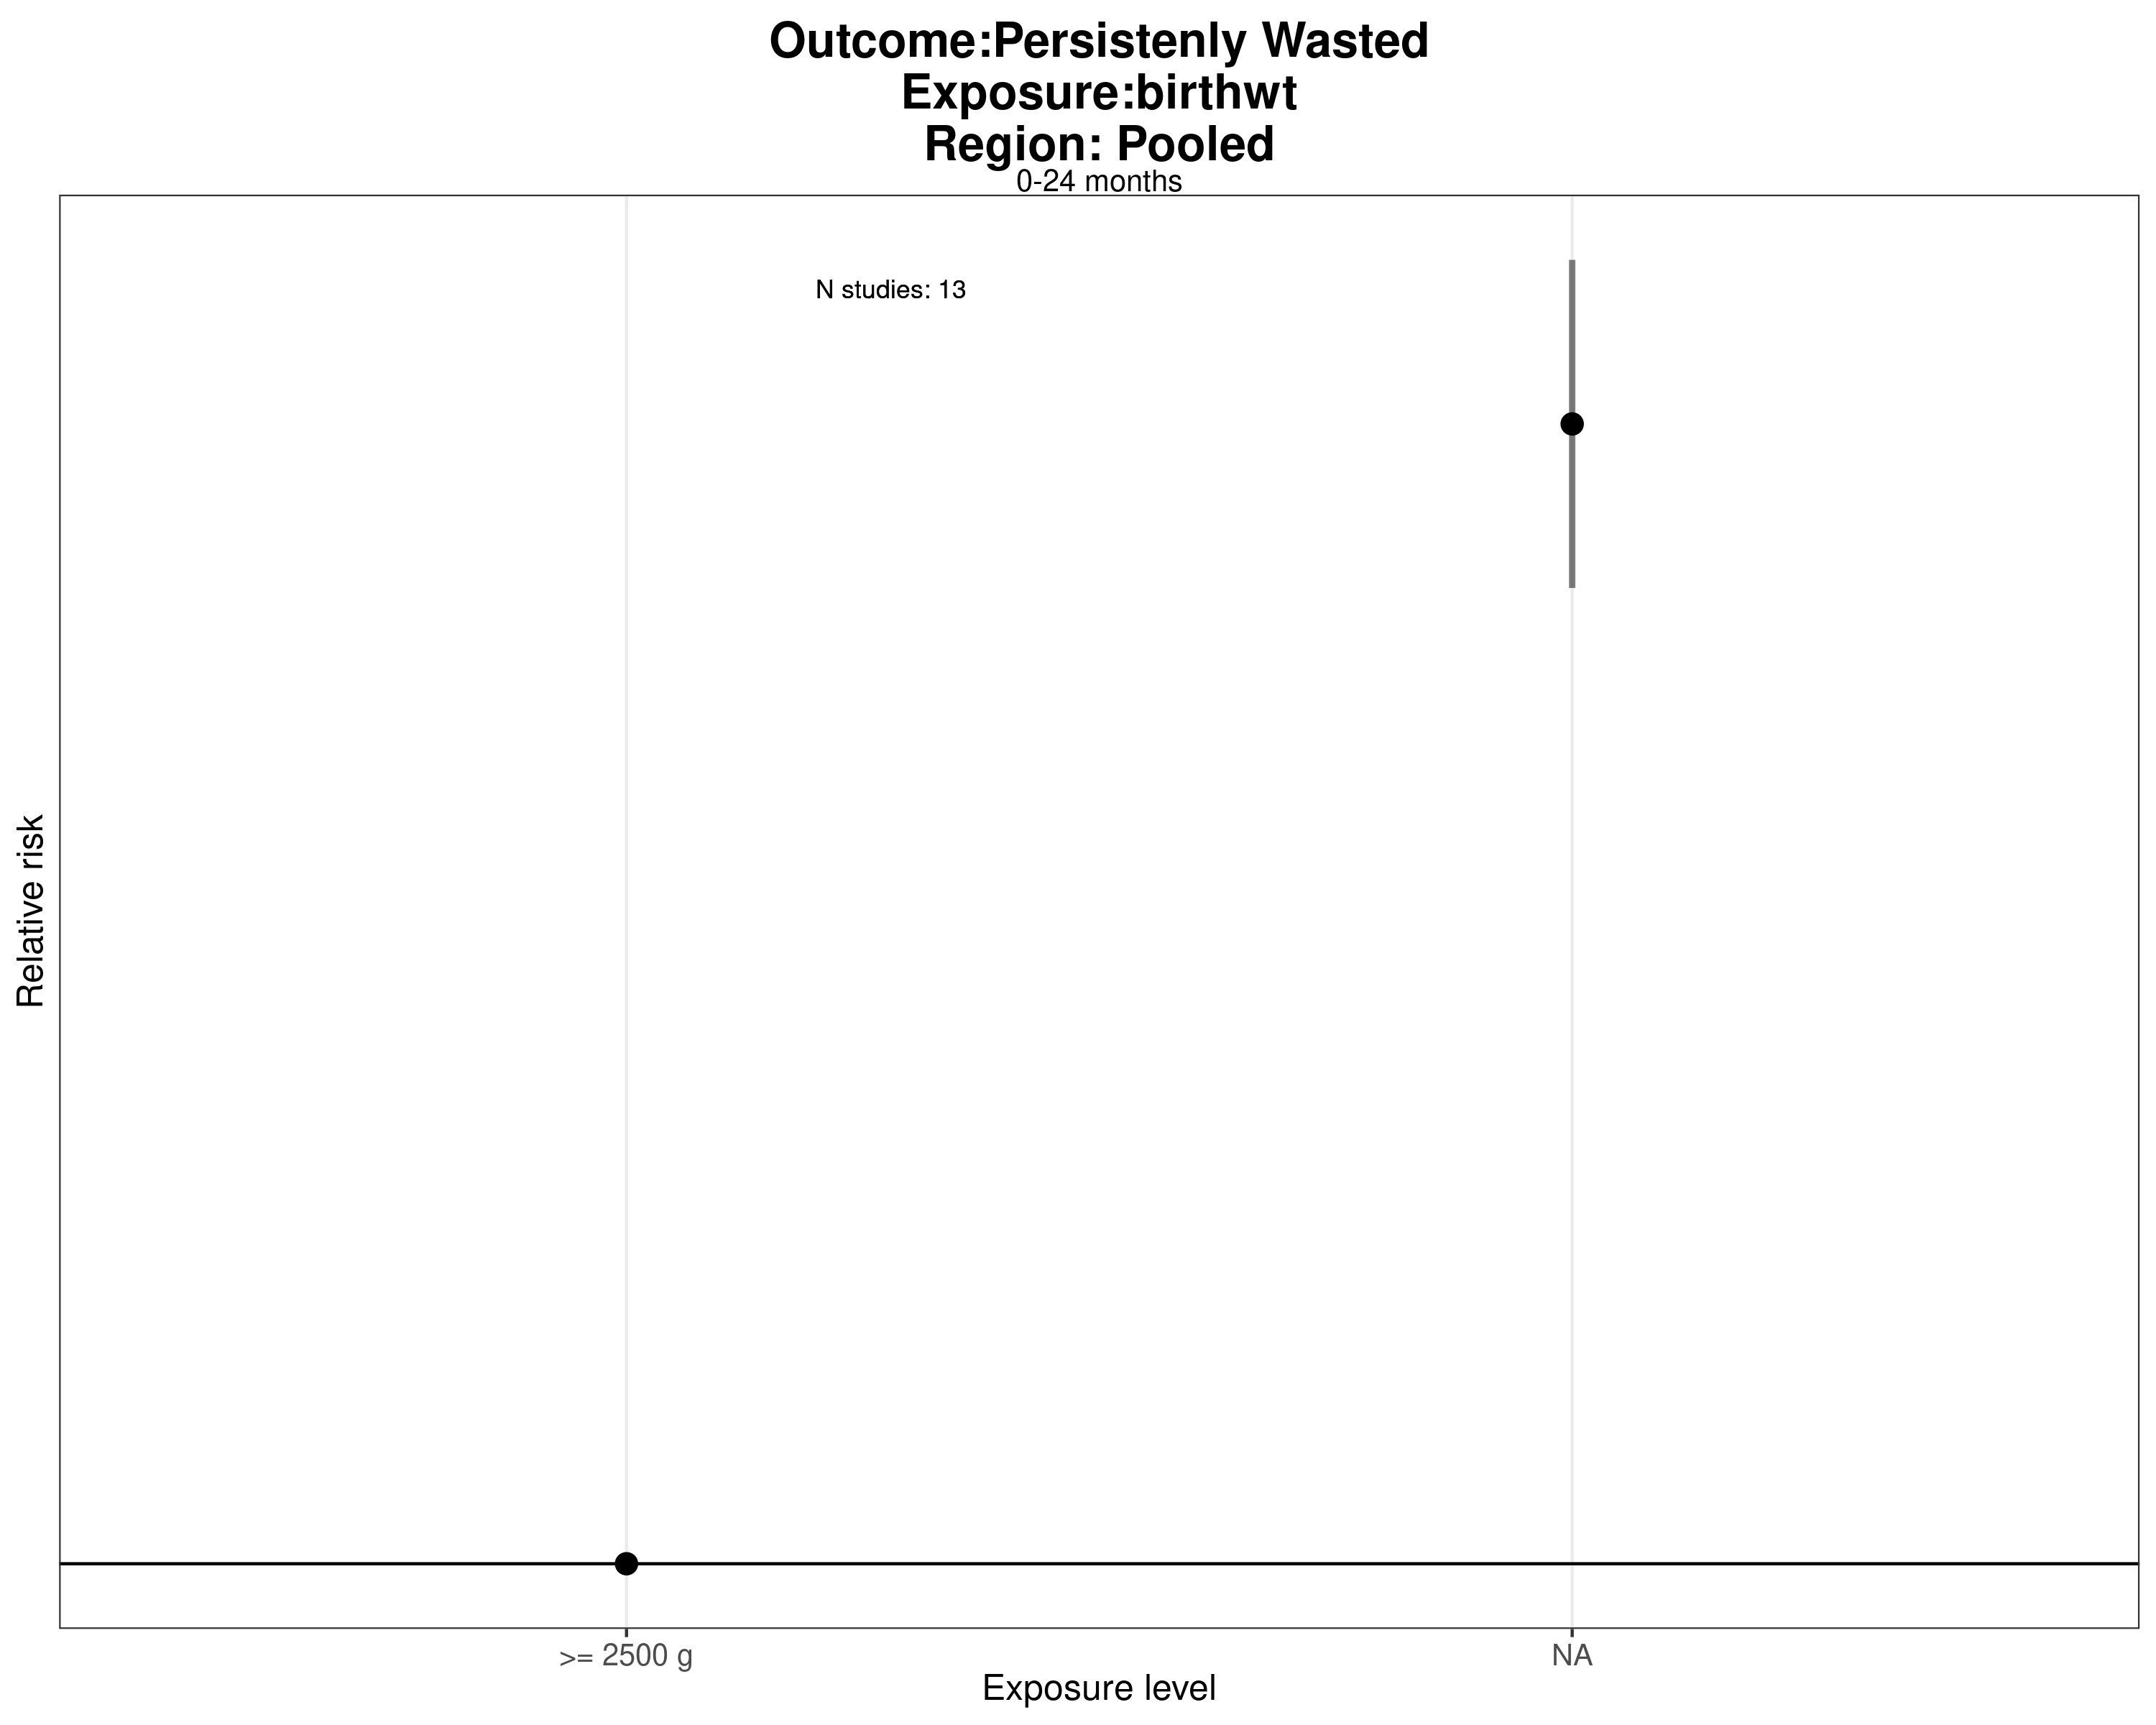 Outcome:Persistenly Wasted
Exposure:birthwt
Region: Pooled
0-24 months
N studies: 13
Relative risk
>= 2500 g
NA
Exposure level